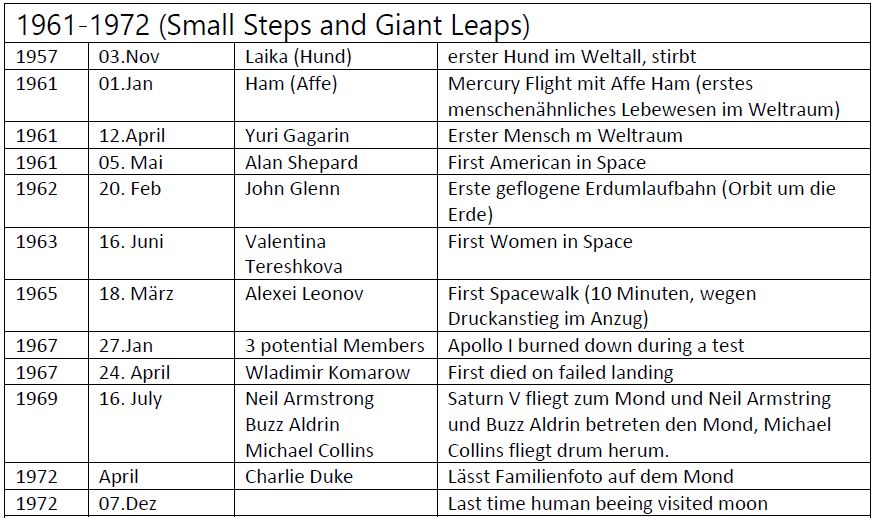 1961-1972 (Small Steps and Giant Leaps)
1957 03.Nov Laika (Hund) erster Hund im Weltall, stirbt
1961 01.Jan Ham (Affe) Mercury Flight mit Affe Ham (erstes
menschenähnliches Lebewesen im Weltraum)
1961 12.April Yuri Gagarin Erster Mensch m Weltraum
1961 05. Mai Alan Shepard First American in Space
1962 20. Feb John Glenn Erste geflogene Erdumlaufbahn (Orbit um die
Erde)
1963 16. Juni Valentina First Women in Space
Tereshkova
1965 18. März Alexei Leonov First Spacewalk (10 Minuten, wegen
Druckanstieg im Anzug)
1967 27.Jan 3 potential Members Apollo I burned down during a test
1967 24. April Wladimir Komarow First died on failed landing
1969 16. July Neil Armstrong Saturn V fliegt zum Mond und Neil Armstring
Buzz Aldrin und Buzz Aldrin betreten den Mond, Michael
Michael Collins Collins fliegt drum herum.
1972 April Charlie Duke Lässt Familienfoto auf dem Mond
1972 07.Dez Last time human beeing visited moon